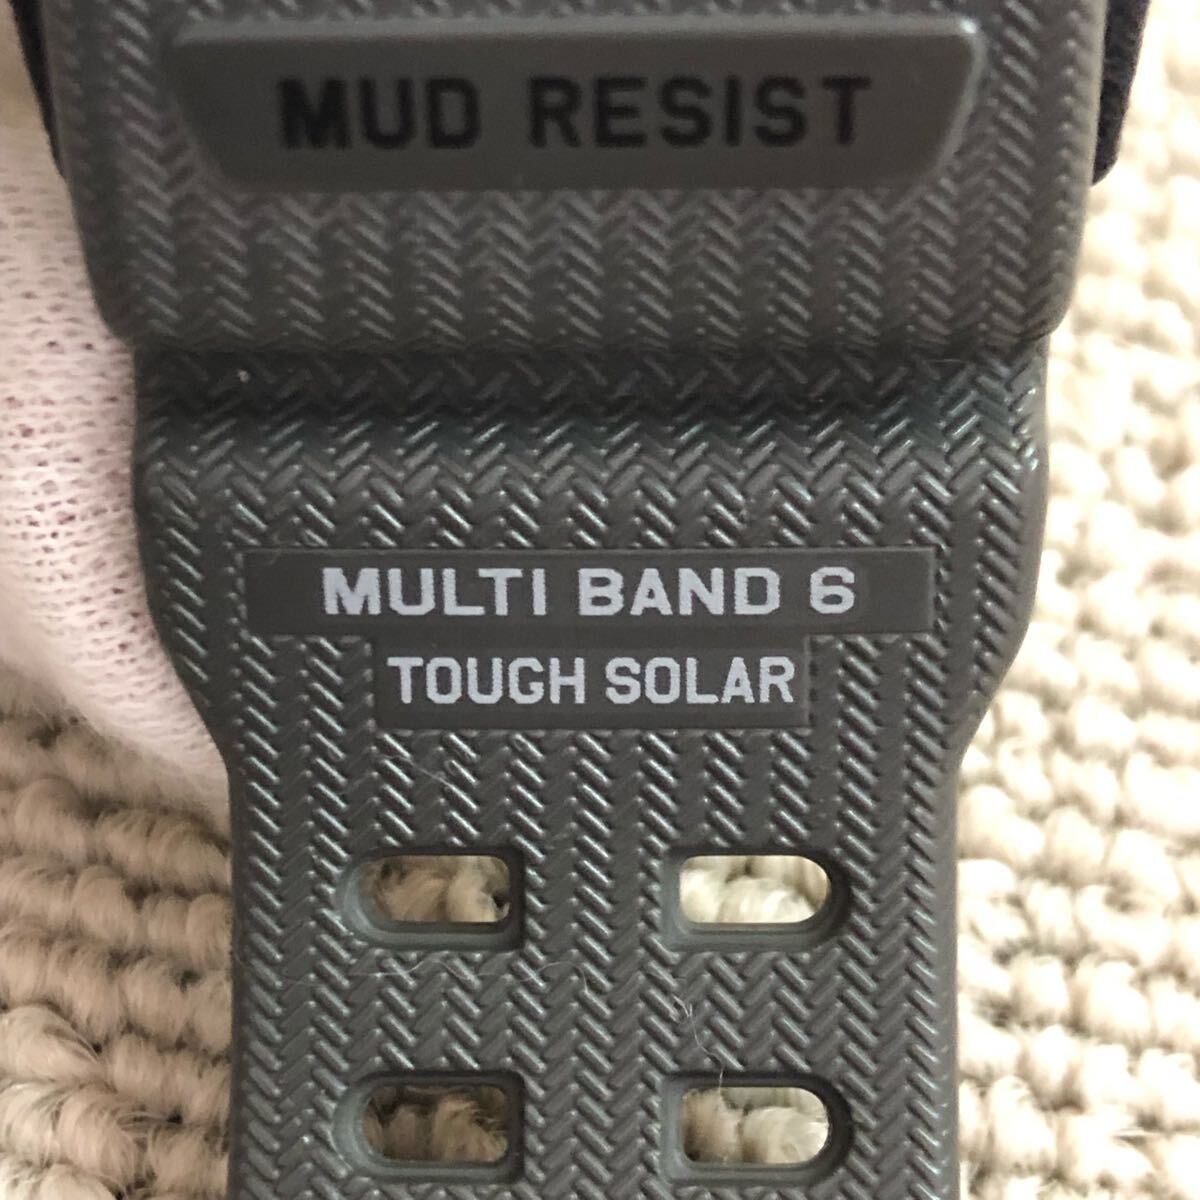 MUD RESIST
MULTI BAND 6
TOUGH SOLAR